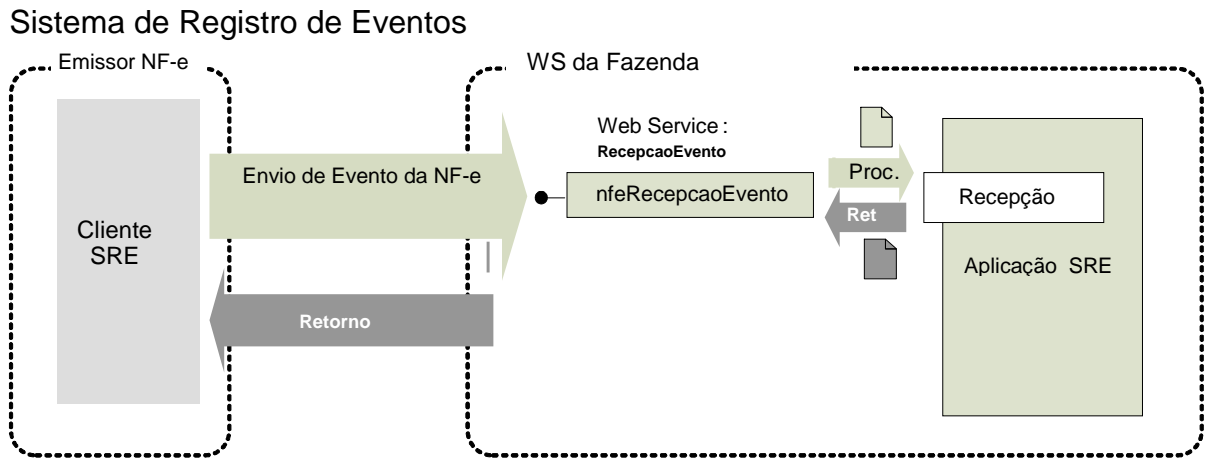 Sistema de Registro de Eventos
Emissor NF-e
WS da Fazenda
Web Service:
RecepcaoEvento
Envio de Evento da NF-e
nfeRecepcaoEvento
Proc.
Ret
Recepção
Cliente
SRE
Aplicação SRE
Retorno